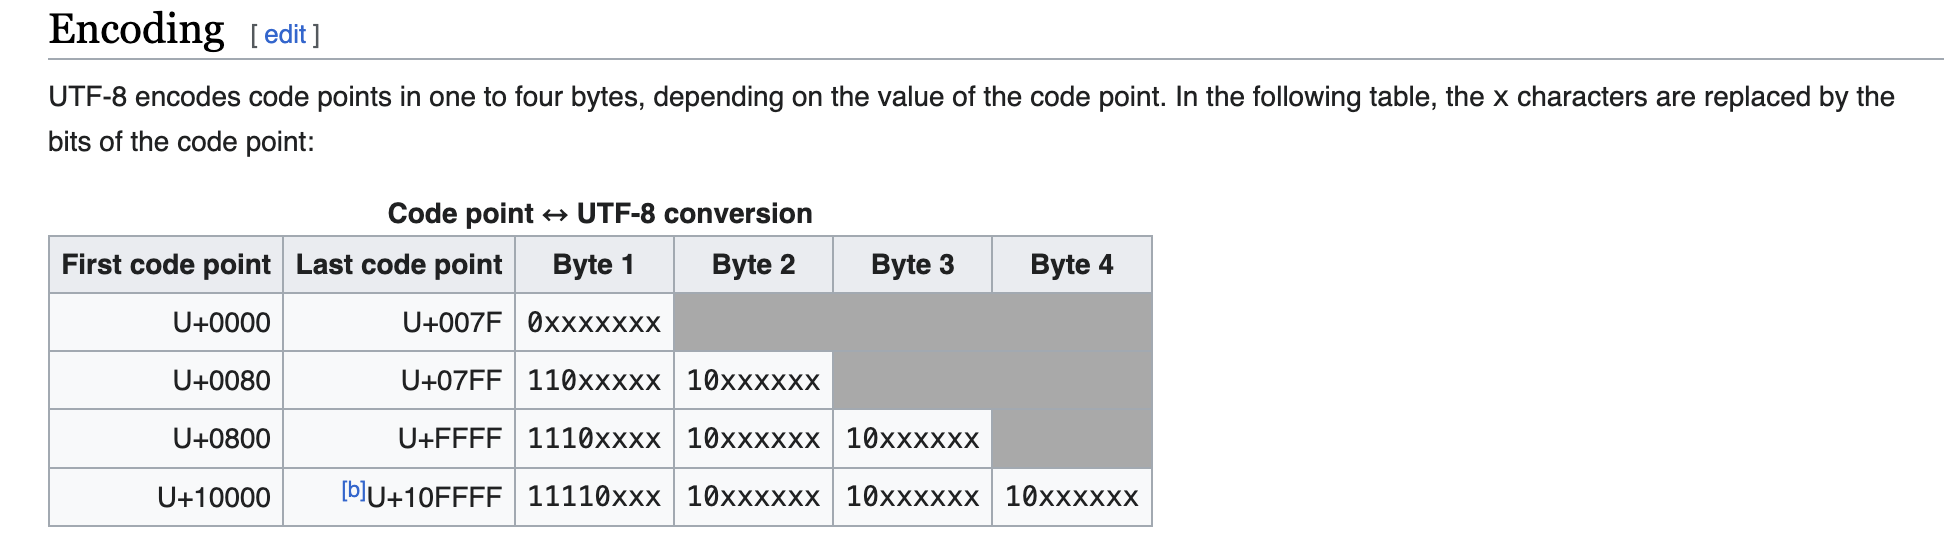 Encoding [ edit ]
UTF-8 encodes code points in one to four bytes, depending on the value of the code point. In the following table, the x characters are replaced by the
bits of the code point:
Code point ↔ UTF-8 conversion
First code point Last code point Byte 1 Byte 2 Byte 3 Byte 4
U+0000 U+007F 0xxxxxxx
U+0080 U+07FF 110xxxxx 10xxxxxx
U+0800 U+FFFF 1110xxxx 10xxxxxx 10xxxxxx
U+10000 [b]U+10FFFF 11110xxx 10xxxxxx 10xxxxxx 10xxxxxx